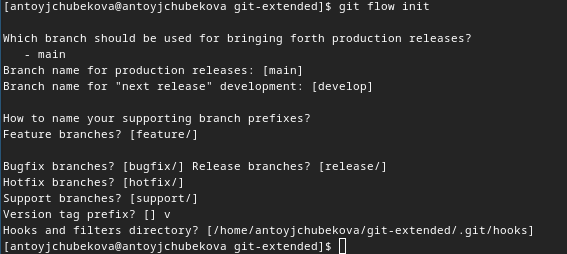 [antoyjchubekova@antoyjchubekova git-extended]$ git flow init
Which branch should be used for bringing forth production releases?
- main
Branch name for production releases: [main]
Branch name for "next release" development: [develop]
How to name your supporting branch prefixes?
Feature branches? [feature/]
Bugfix branches? [bugfix/] Release branches? [release/]
Hotfix branches? [hotfix/]
Support branches? [support/]
Version tag prefix? [] v
Hooks and filters directory? [/home/antoyjchubekova/git-extended/.git/hooks]
[antoyjchubekova@antoyjchubekova git-extended]$